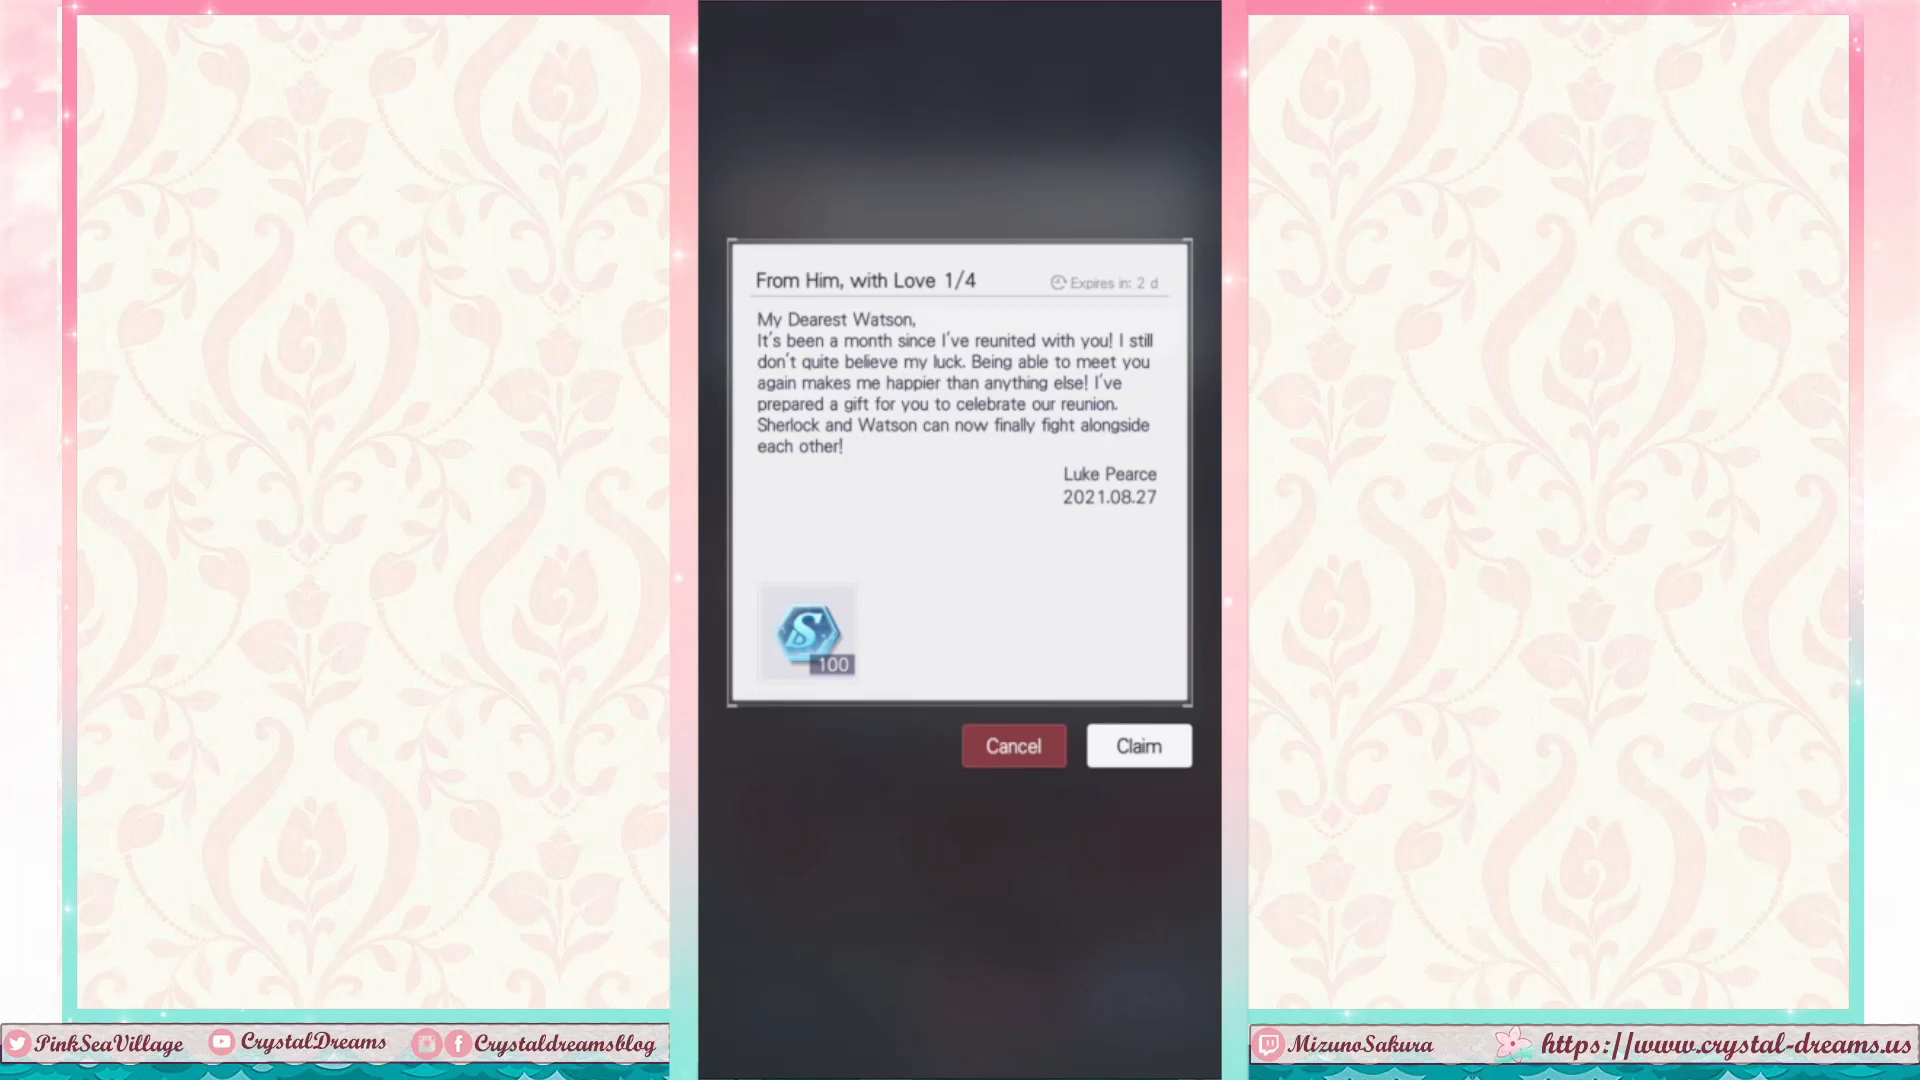 From Him, with Love 1/4
Expires in: 2 d
My Dearest Watson,
It's been a month since I've reunited with you! I still
don't quite believe my luck. Being able to meet you
again makes me happier than anything else! I've
prepared a gift for you to celebrate our reunion.
Sherlock and Watson can now finally fight alongside
each other!
Luke Pearce
2021.08.27
S
100
Cancel
Claim
PinkSeaVillage
CrystalDreams
Crystaldreamsblog
MizunoSakura
https://www.crystal-dreams.us